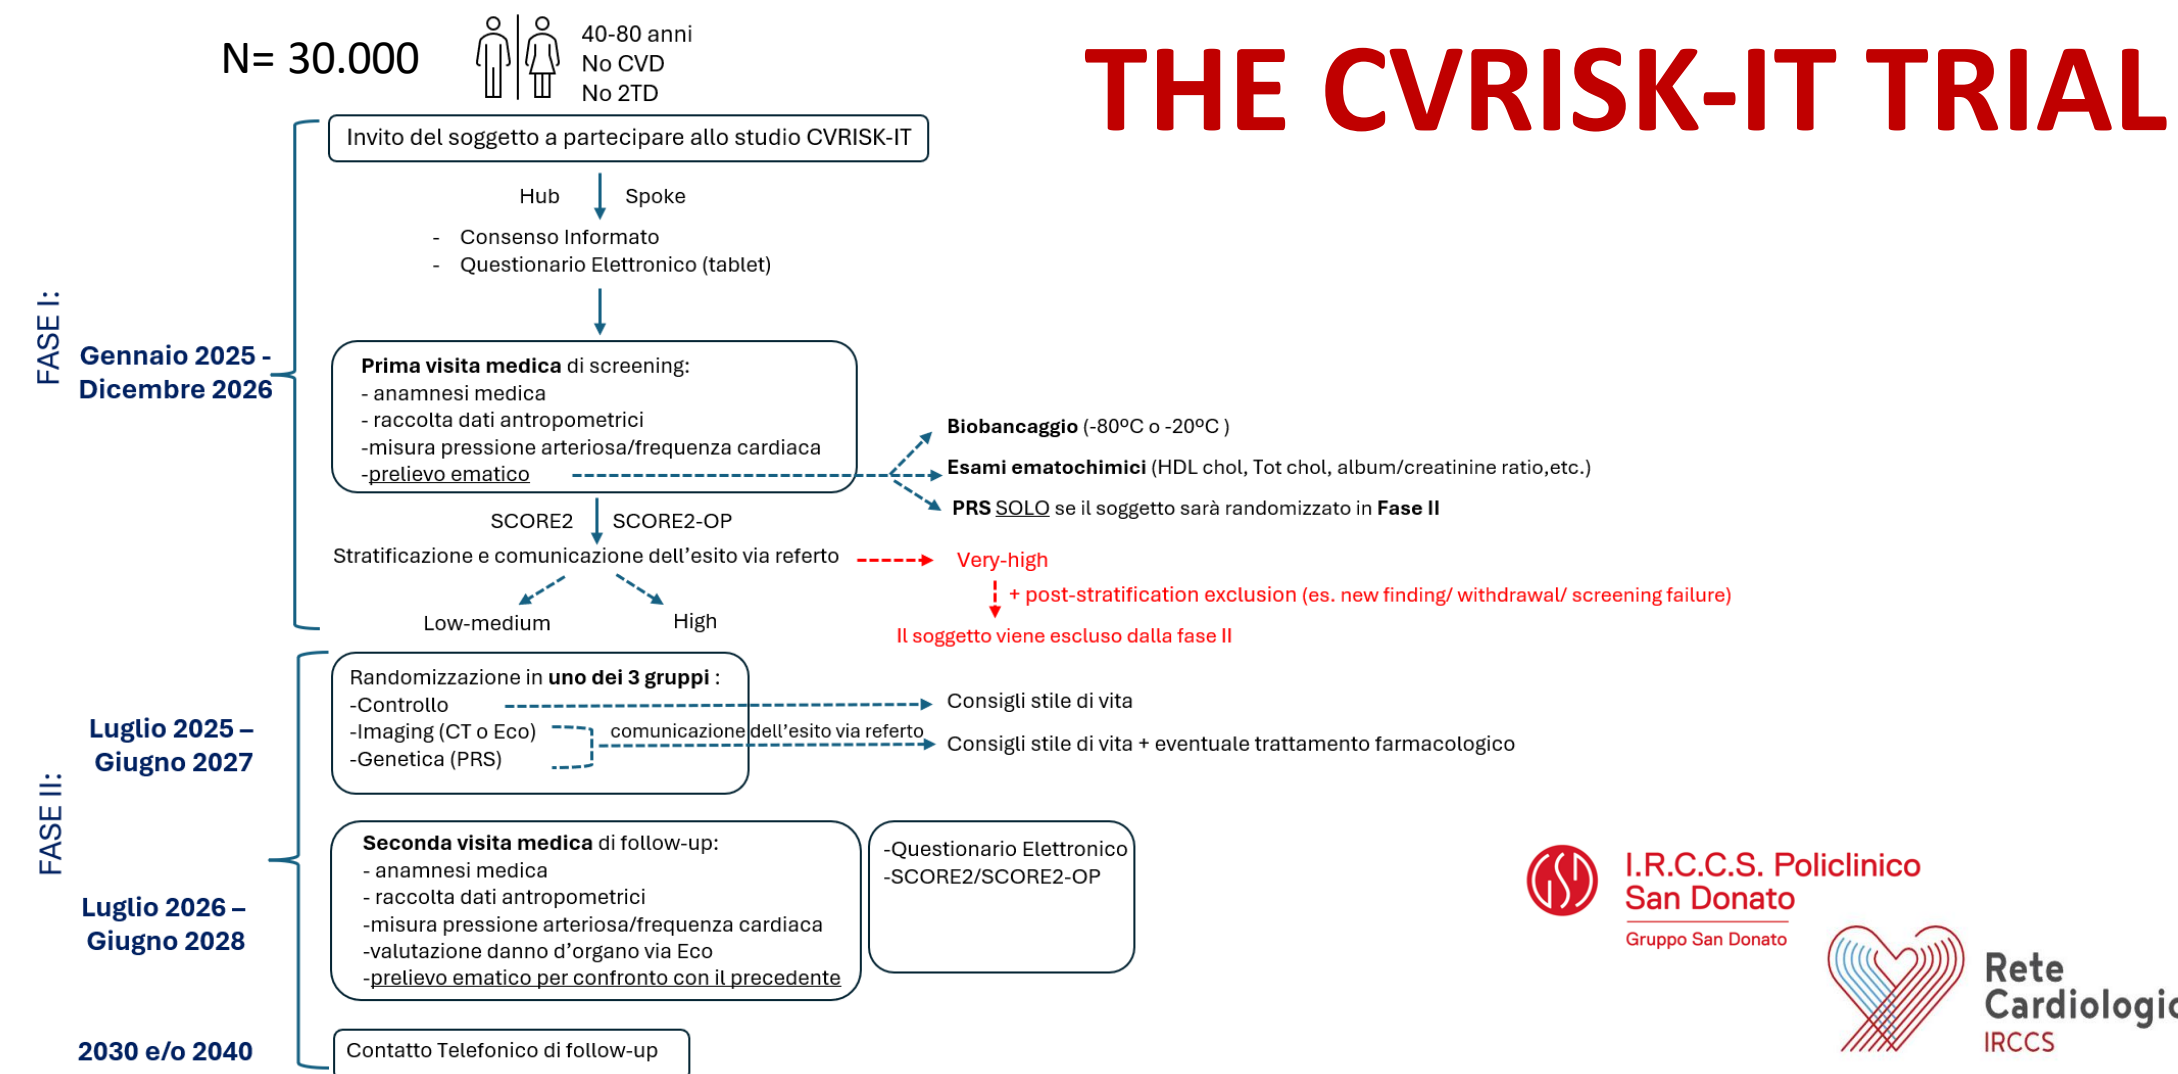 N= 30.000
40-80 anni
No CVD
No 2TD
THE CVRISK-IT TRIAL
Invito del soggetto a partecipare allo studio CVRISK-IT
Hub
Spoke
- Consenso Informato
- Questionario Elettronico (tablet)
FASE I:
Gennaio 2025 -
Dicembre 2026
Prima visita medica di screening:
- anamnesi medica
- raccolta dati antropometrici
-misura pressione arteriosa/frequenza cardiaca
-prelievo ematico
Biobancaggio (-80ºC o -20ºC )
Esami ematochimici (HDL chol, Tot chol, album/creatinine ratio,etc.)
PRS SOLO se il soggetto sarà randomizzato in Fase II
SCORE2
SCORE2-OP
Stratificazione e comunicazione dell’esito via referto
Very-high
+ post-stratification exclusion (es. new finding/ withdrawal/ screening failure)
Il soggetto viene escluso dalla fase II
Low-medium
High
FASE II:
Luglio 2025 –
Giugno 2027
Randomizzazione in uno dei 3 gruppi :
-Controllo
-Imaging (CT o Eco)
-Genetica (PRS)
comunicazione dell’esito via referto
Consigli stile di vita
Consigli stile di vita + eventuale trattamento farmacologico
Luglio 2026 –
Giugno 2028
Seconda visita medica di follow-up:
- anamnesi medica
- raccolta dati antropometrici
-misura pressione arteriosa/frequenza cardiaca
-valutazione danno d’organo via Eco
-prelievo ematico per confronto con il precedente
-Questionario Elettronico
-SCORE2/SCORE2-OP
2030 e/o 2040
Contatto Telefonico di follow-up
GSD
I.R.C.C.S. Policlinico
San Donato
Gruppo San Donato
Rete
Cardiologic
IRCCS